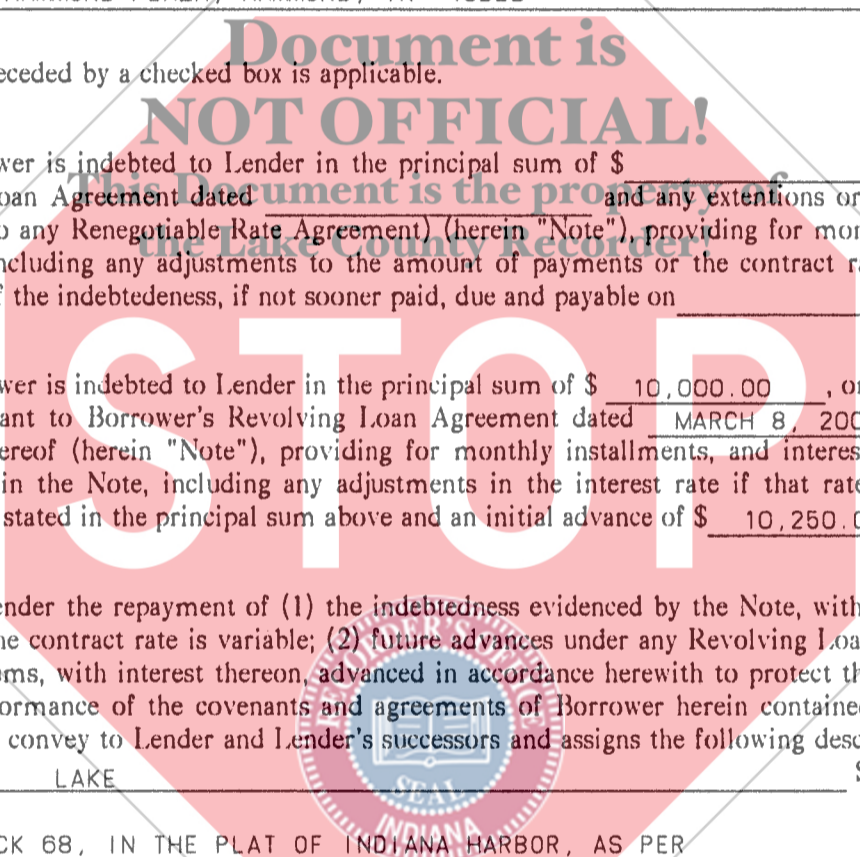 Document is
eceded by a checked box is applicable.
NOT OFFICIAL!
wer is indebted to Lender in the principal sum of $
oan Agreement dated and any extentions or
This Document is the property of
o any Renegotiable Rate Agreement) (herein "Note"), providing for mon
the Lake County Recorder!
ncluding any adjustments to the amount of payments or the contract ra
f the indebtedeness, if not sooner paid, due and payable on
STOP
wer is indebted to Lender in the principal sum of $ 10,000.00 , or
ant to Borrower's Revolving Loan Agreement dated MARCH 8, 200
ereof (herein "Note"), providing for monthly installments, and interes
in the Note, including any adjustments in the interest rate if that rate
stated in the principal sum above and an initial advance of $ 10,250.0
ender the repayment of (1) the indebtedness evidenced by the Note, with
ne contract rate is variable; (2) future advances under any Revolving Loa
ms, with interest thereon, advanced in accordance herewith to protect th
ormance of the covenants and agreements of Borrower herein containe
convey to Lender and Lender's successors and assigns the following desc
LAKE
RECORDER'S OFFICE
SEAL
INDIANA
CK 68, IN THE PLAT OF INDIANA HARBOR, AS PER